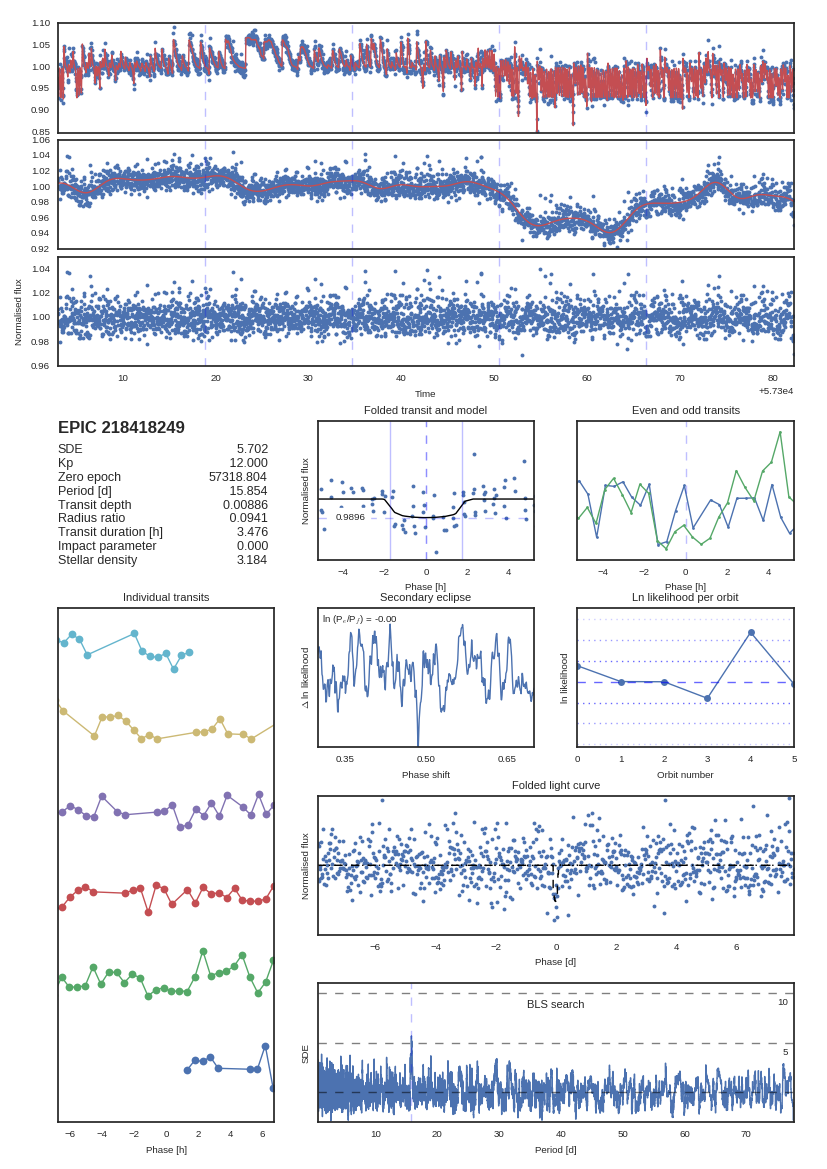 1.10
1.05
1.00
0.95
0.90
0.85
1.06
1.04
1.02
1.00
0.98
0.96
0.94
0.92
1.04
1.02
1.00
0.98
0.96
Normalised flux
10 20 30 40 50 60 70 80
Time
+5.73e4
EPIC 218418249
SDE 5.702
Kp 12.000
Zero epoch 57318.804
Period [d] 15.854
Transit depth 0.00886
Radius ratio 0.0941
Transit duration [h] 3.476
Impact parameter 0.000
Stellar density 3.184
Folded transit and model
Normalised flux
0.9896
−4 −2 0 2 4
Phase [h]
Even and odd transits
−4 −2 0 2 4
Phase [h]
Individual transits
−6 −4 −2 0 2 4 6
Phase [h]
Secondary eclipse
ln (Pₑ/P𝑓) = -0.00
Δ ln likelihood
0.35 0.50 0.65
Phase shift
Ln likelihood per orbit
ln likelihood
0 1 2 3 4 5
Orbit number
Folded light curve
Normalised flux
−6 −4 −2 0 2 4 6
Phase [d]
BLS search
10
5
SDE
10 20 30 40 50 60 70
Period [d]